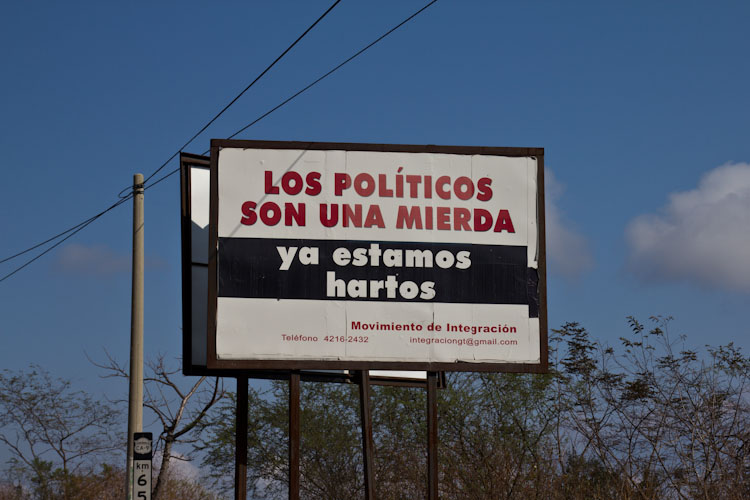 LOS POLÍTICOS
SON UNA MIERDA
ya estamos
hartos
Movimiento de Integración
Teléfono 4216-2432 integraciongt@gmail.com
km
65